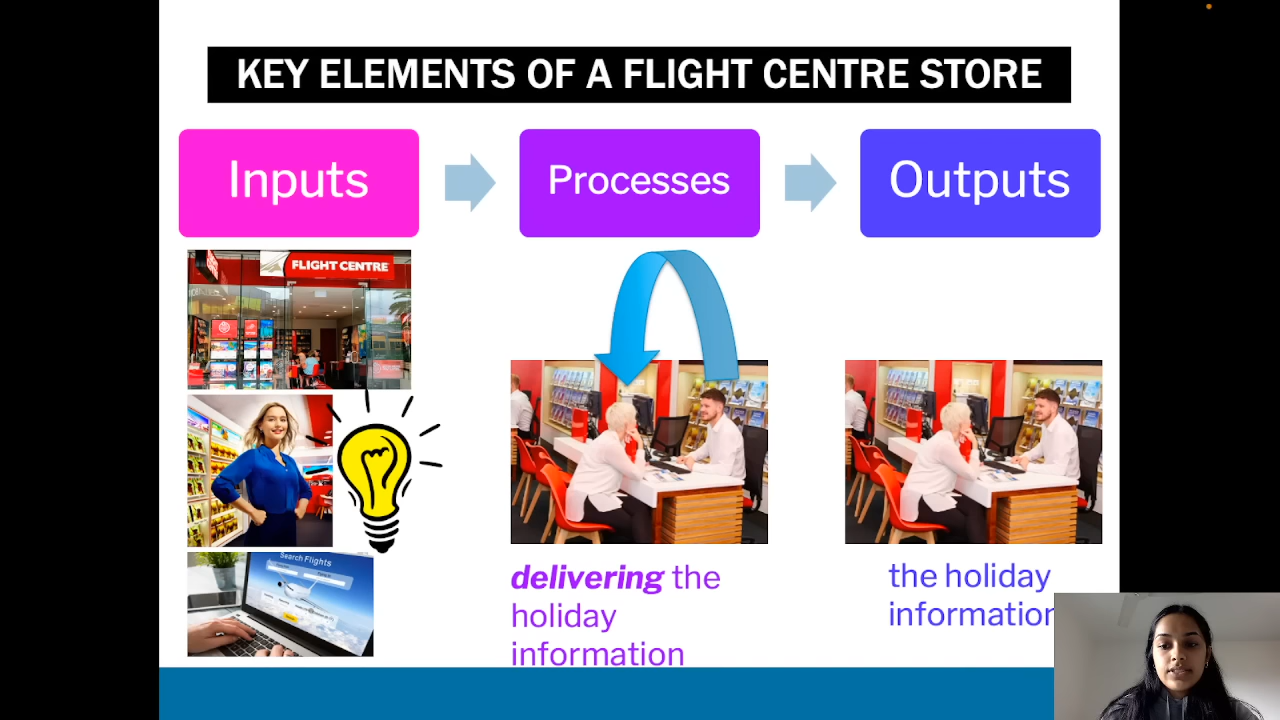 KEY ELEMENTS OF A FLIGHT CENTRE STORE
Inputs
Processes
Outputs
FLIGHT CENTRE
Search Flights
delivering the
holiday
information
the holiday
information